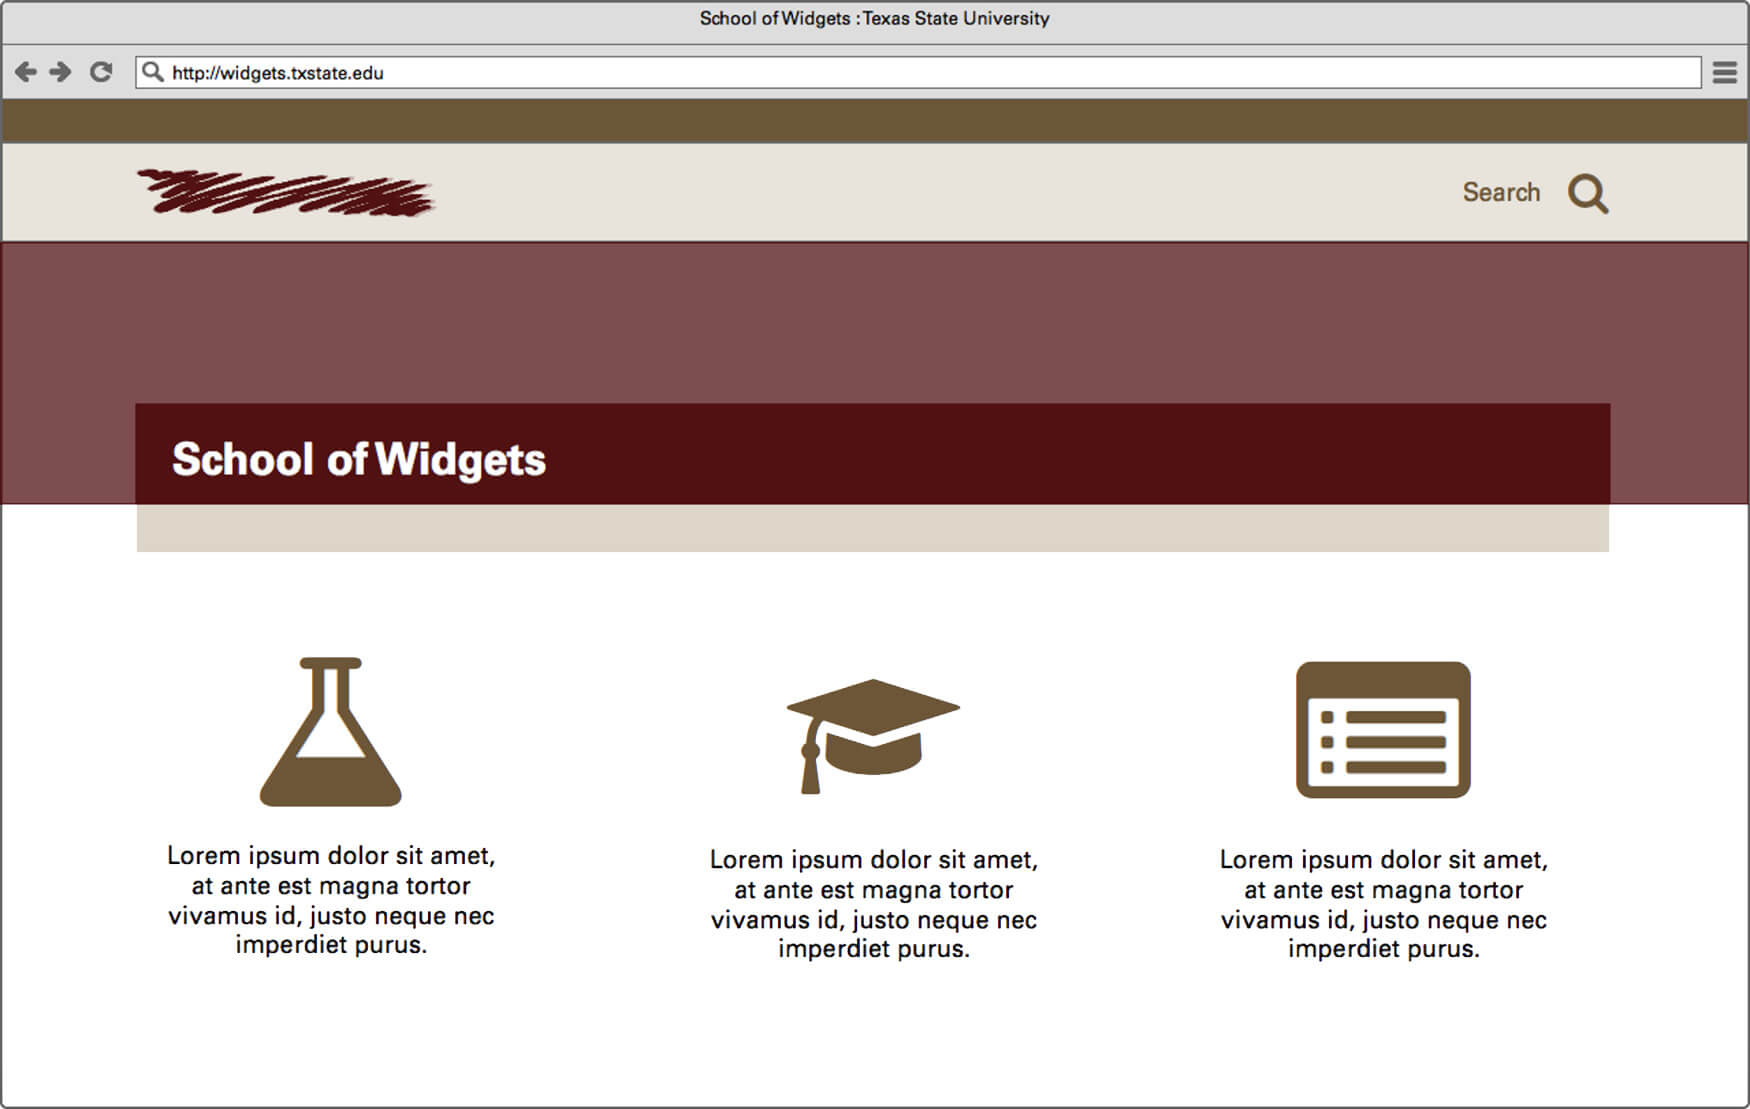 School of Widgets : Texas State University
http://widgets.txstate.edu
Search
School of Widgets
Lorem ipsum dolor sit amet,
at ante est magna tortor
vivamus id, justo neque nec
imperdiet purus.
Lorem ipsum dolor sit amet,
at ante est magna tortor
vivamus id, justo neque nec
imperdiet purus.
Lorem ipsum dolor sit amet,
at ante est magna tortor
vivamus id, justo neque nec
imperdiet purus.